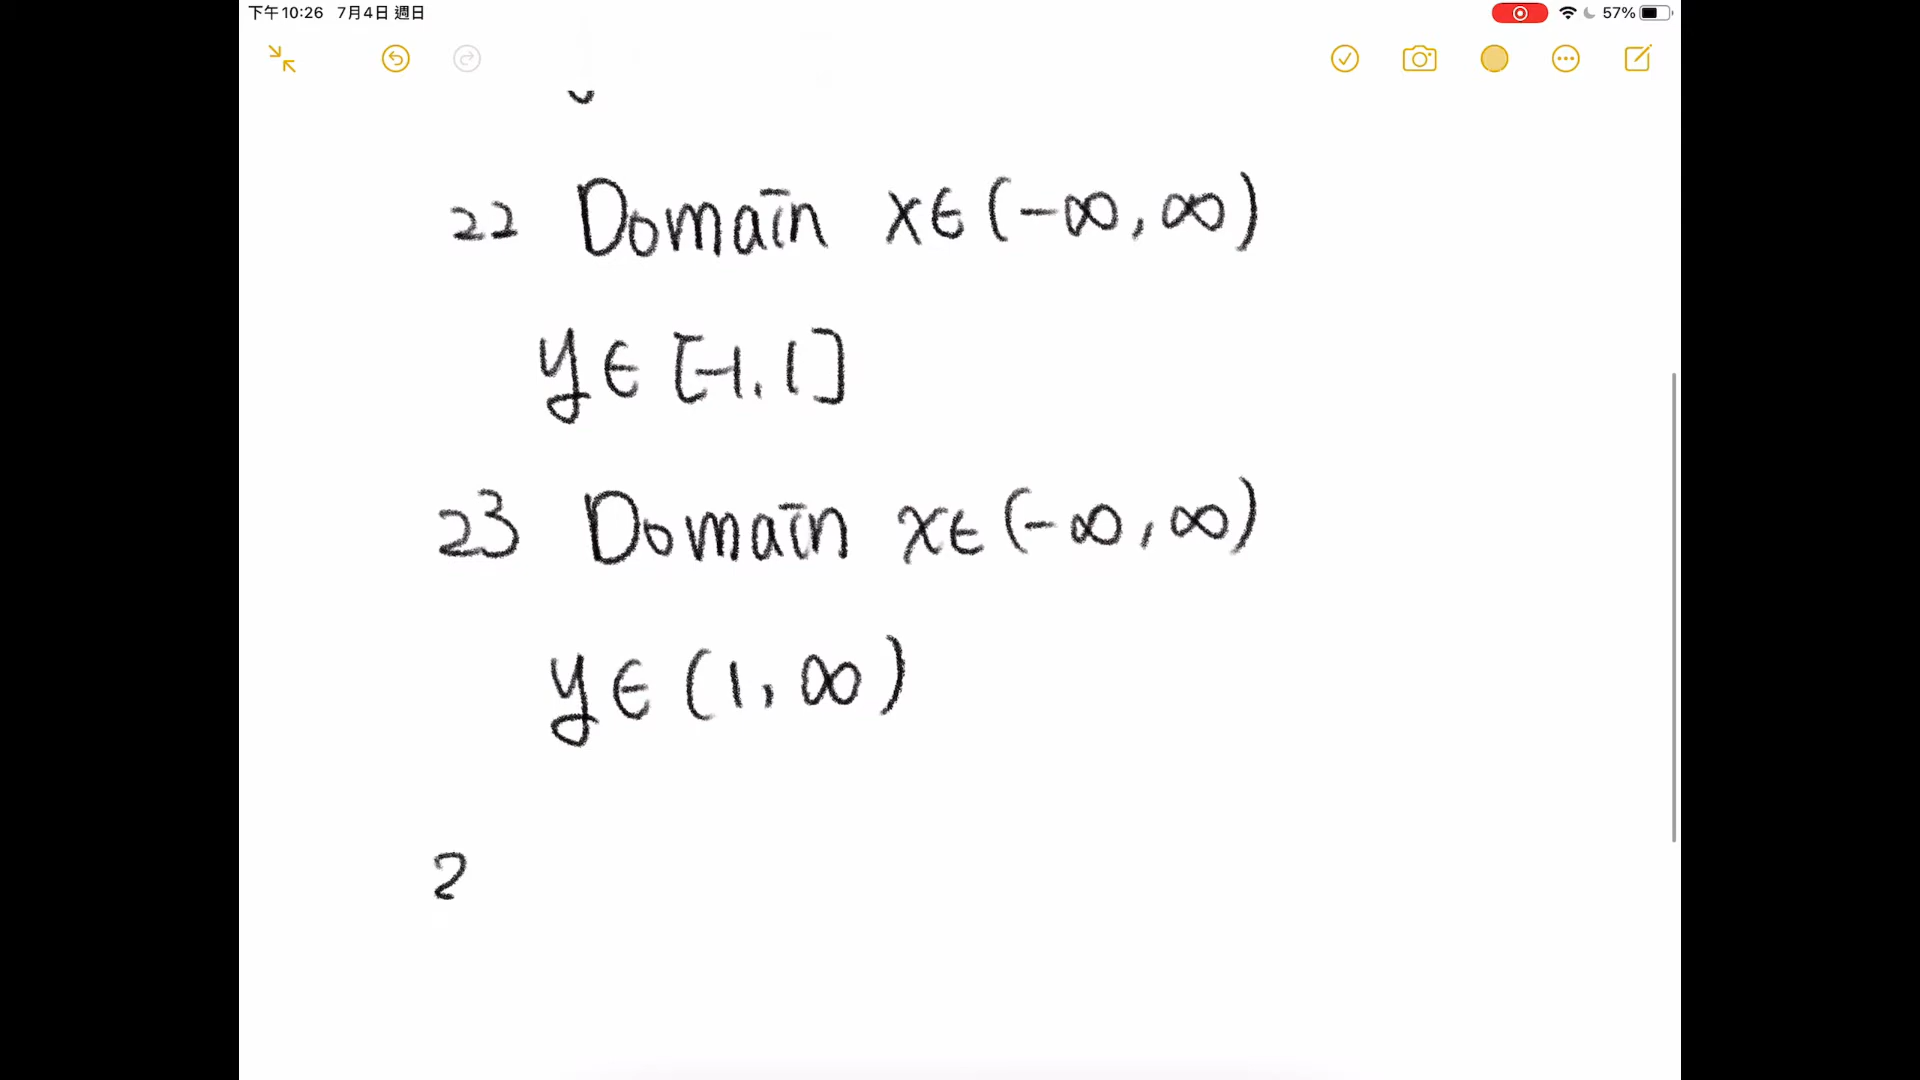 下午10:26 7月4日 週日 57%
22 Domain x∈(-∞,∞)
y∈[-1,1]
23 Domain x∈(-∞,∞)
y∈(1,∞)
2